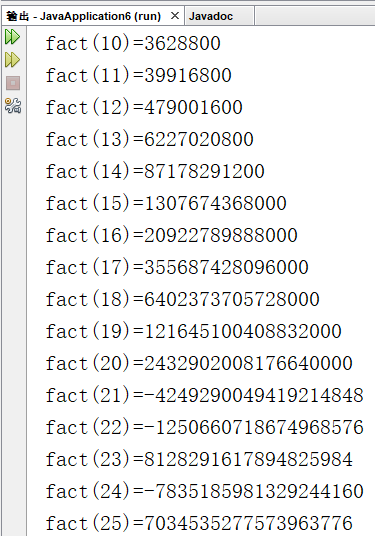 输出 - JavaApplication6 (run) × Javadoc
fact(10)=3628800
fact(11)=39916800
fact(12)=479001600
fact(13)=6227020800
fact(14)=87178291200
fact(15)=1307674368000
fact(16)=20922789888000
fact(17)=355687428096000
fact(18)=6402373705728000
fact(19)=121645100408832000
fact(20)=2432902008176640000
fact(21)=-4249290049419214848
fact(22)=-1250660718674968576
fact(23)=8128291617894825984
fact(24)=-7835185981329244160
fact(25)=7034535277573963776